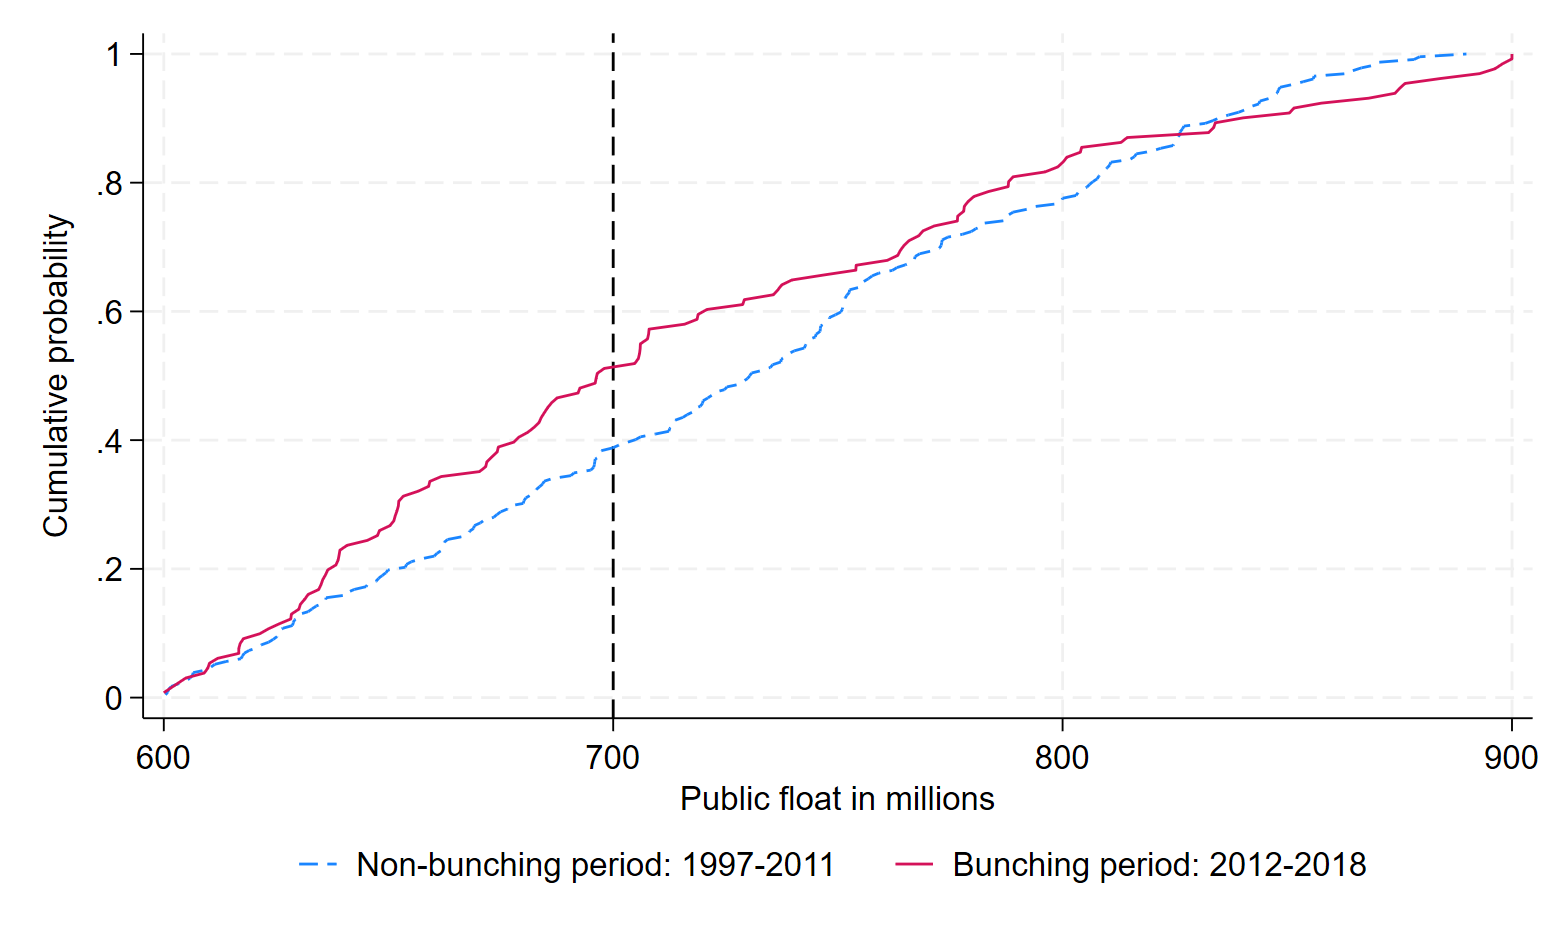 Cumulative probability
1
.8
.6
.4
.2
0
600 700 800 900
Public float in millions
Non-bunching period: 1997-2011 Bunching period: 2012-2018